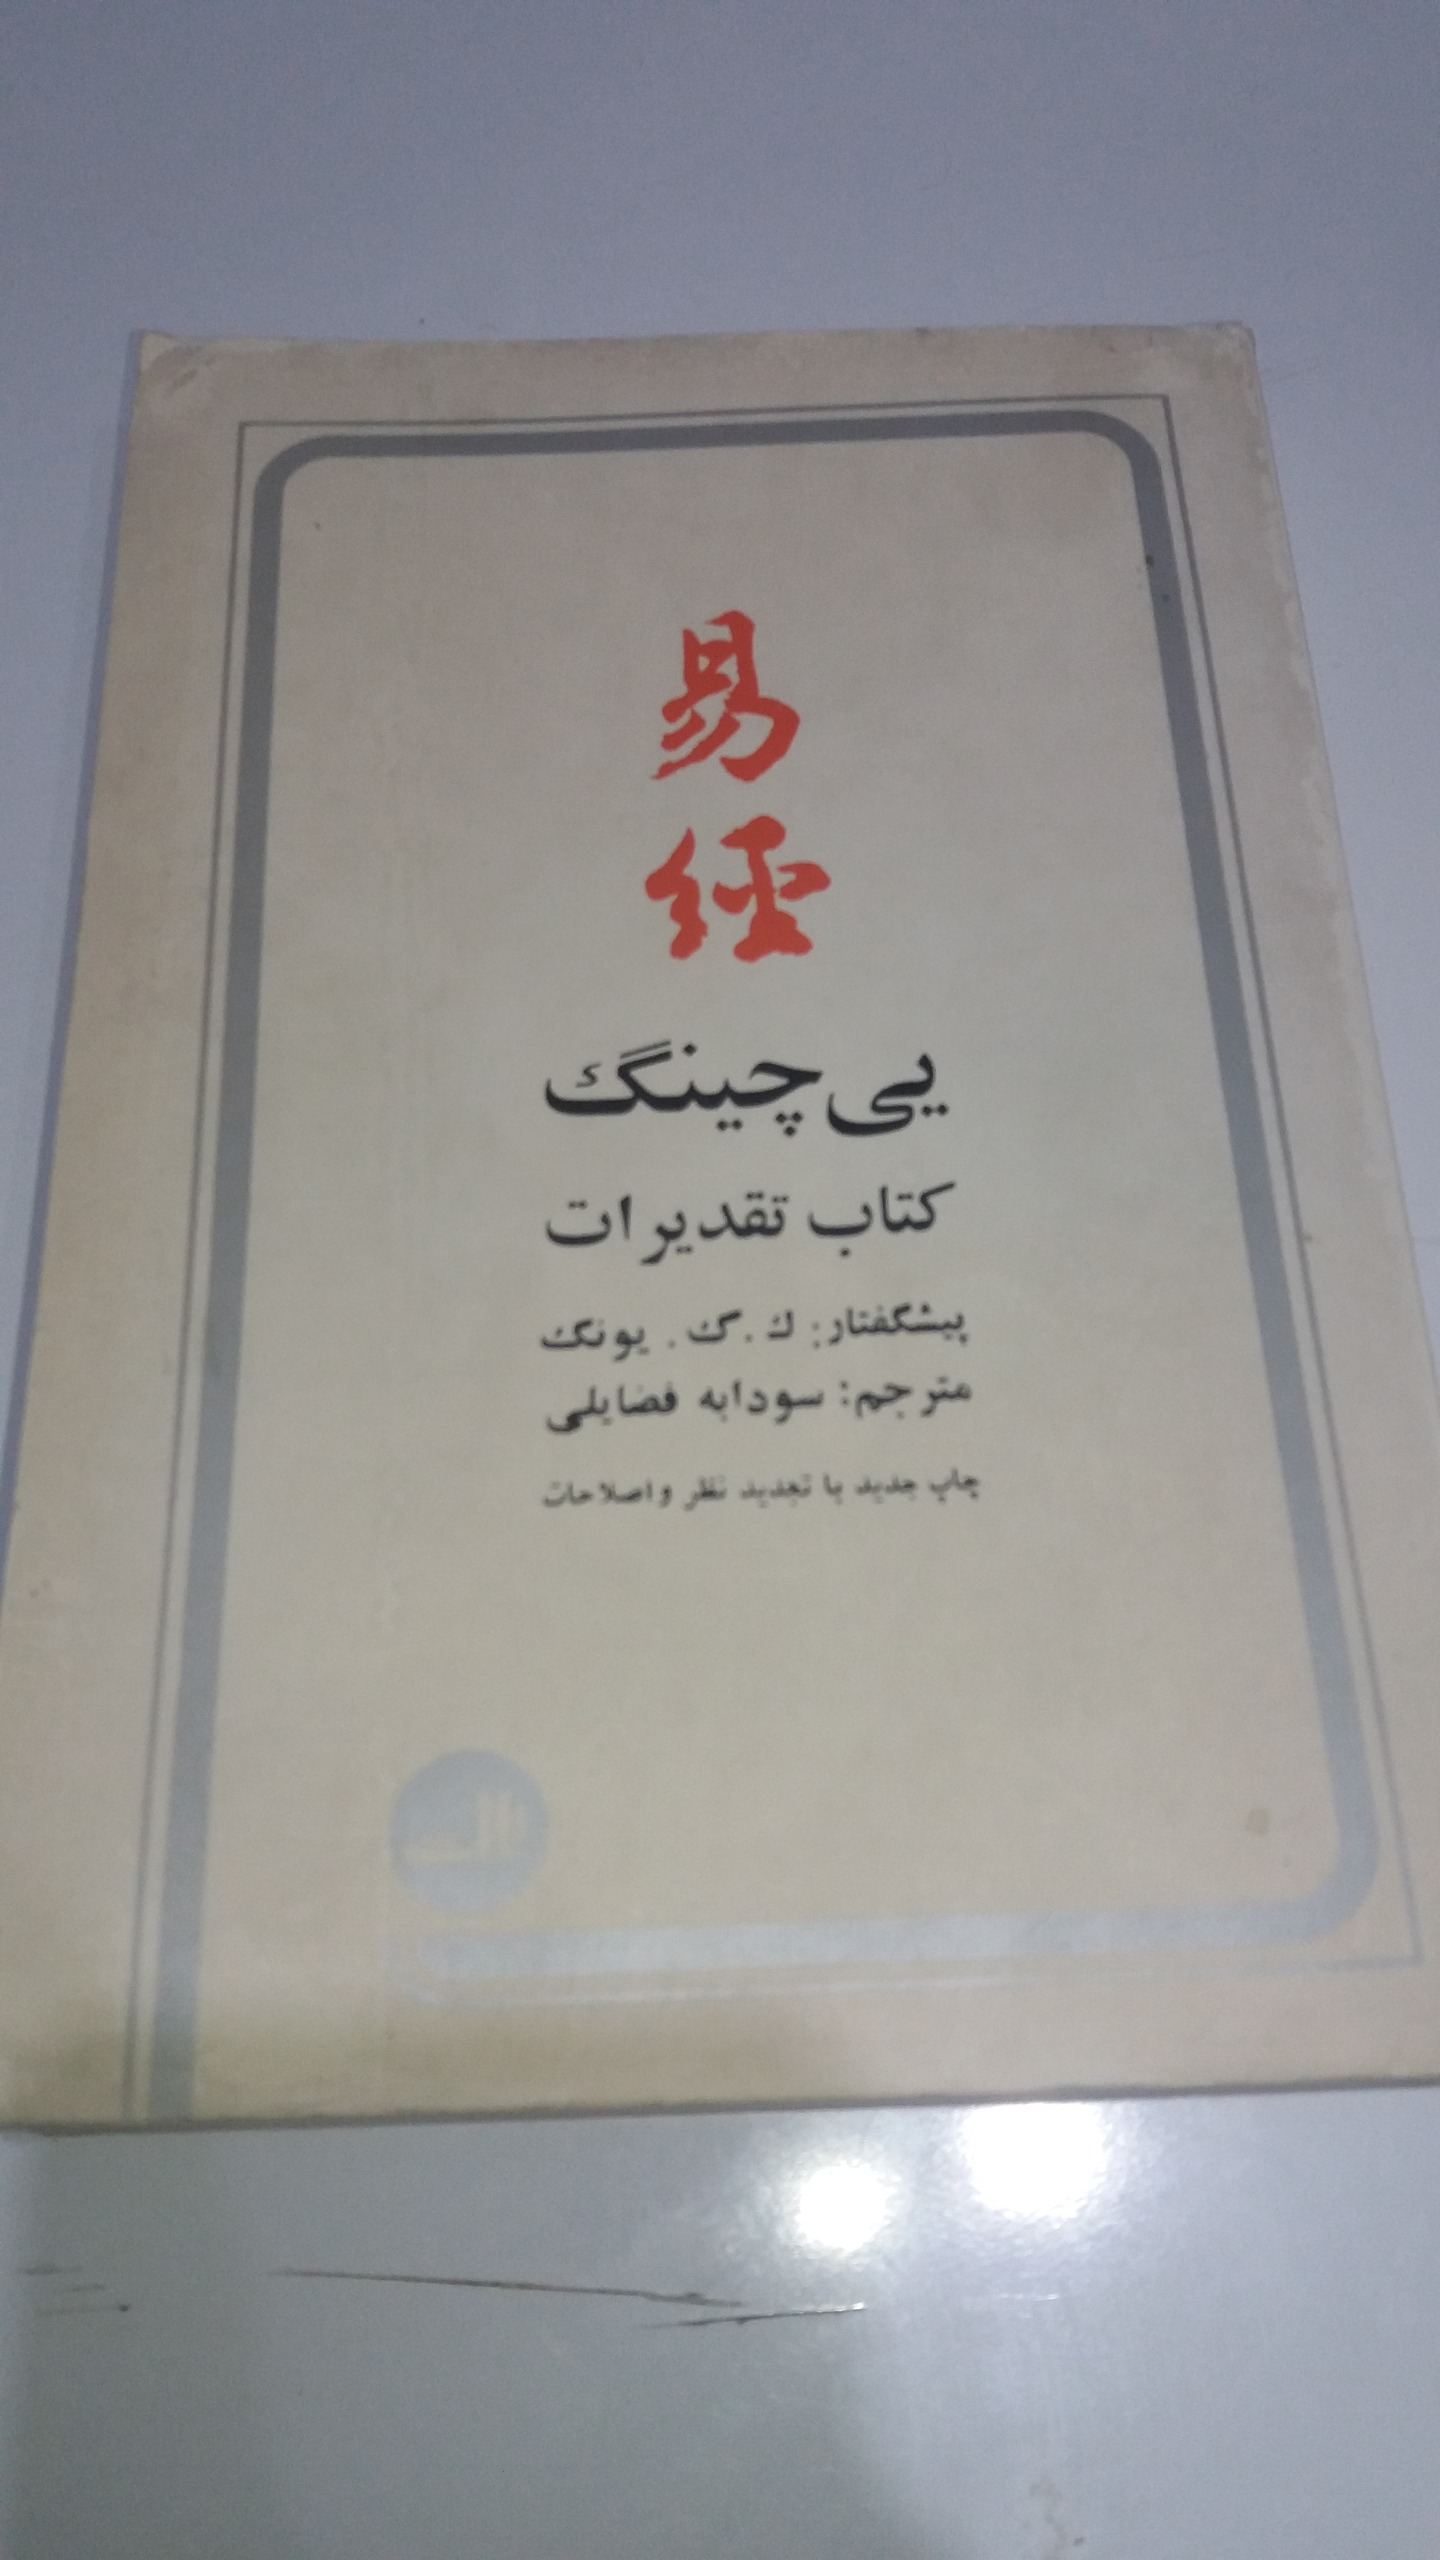 易
經
یی چینگ
کتاب تقدیرات
پیشگفتار: ك. گ. یونگ
مترجم: سودابه فضایلی
چاپ جدید با تجدید نظر و اصلاحات